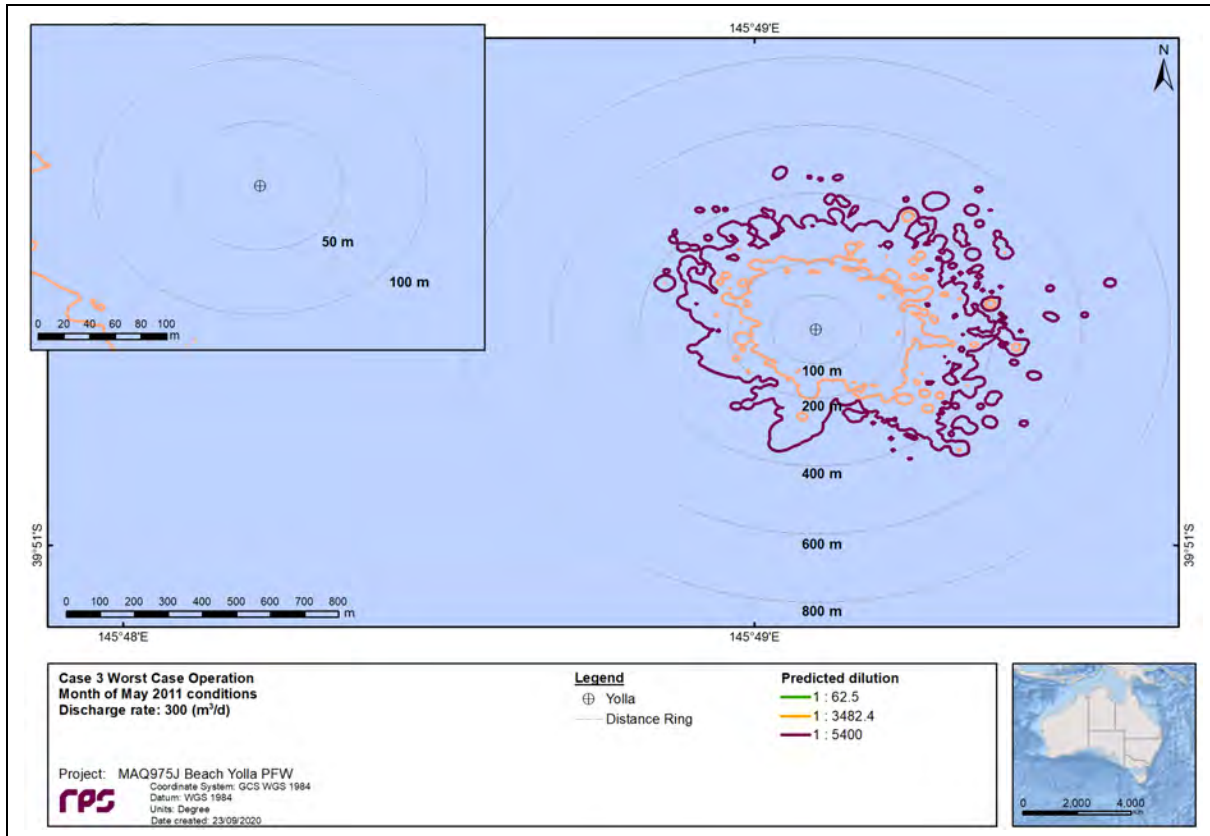 145°49'E
N
50 m
100 m
0 20 40 60 80 100
m
100 m
200 m
400 m
600 m
800 m
39°51'S
39°51'S
0 100 200 300 400 500 600 700 800
m
145°48'E
145°49'E
Case 3 Worst Case Operation
Month of May 2011 conditions
Discharge rate: 300 (m³/d)
Legend
Yolla
Distance Ring
Predicted dilution
1 : 62.5
1 : 3482.4
1 : 5400
Project: MAQ975J Beach Yolla PFW
rps
Coordinate System: GCS WGS 1984
Datum: WGS 1984
Units: Degree
Date created: 23/09/2020
0 2,000 4,000